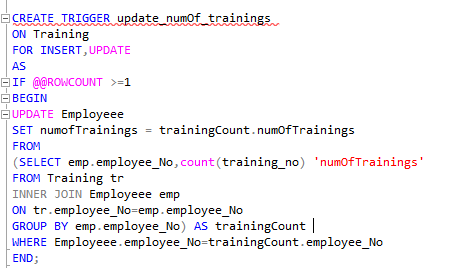 CREATE TRIGGER update_numOf_trainings
ON Training
FOR INSERT,UPDATE
AS
IF @@ROWCOUNT >=1
BEGIN
UPDATE Employeee
SET numofTrainings = trainingCount.numOfTrainings
FROM
(SELECT emp.employee_No,count(training_no) 'numOfTrainings'
FROM Training tr
INNER JOIN Employeee emp
ON tr.employee_No=emp.employee_No
GROUP BY emp.employee_No) AS trainingCount
WHERE Employeee.employee_No=trainingCount.employee_No
END;